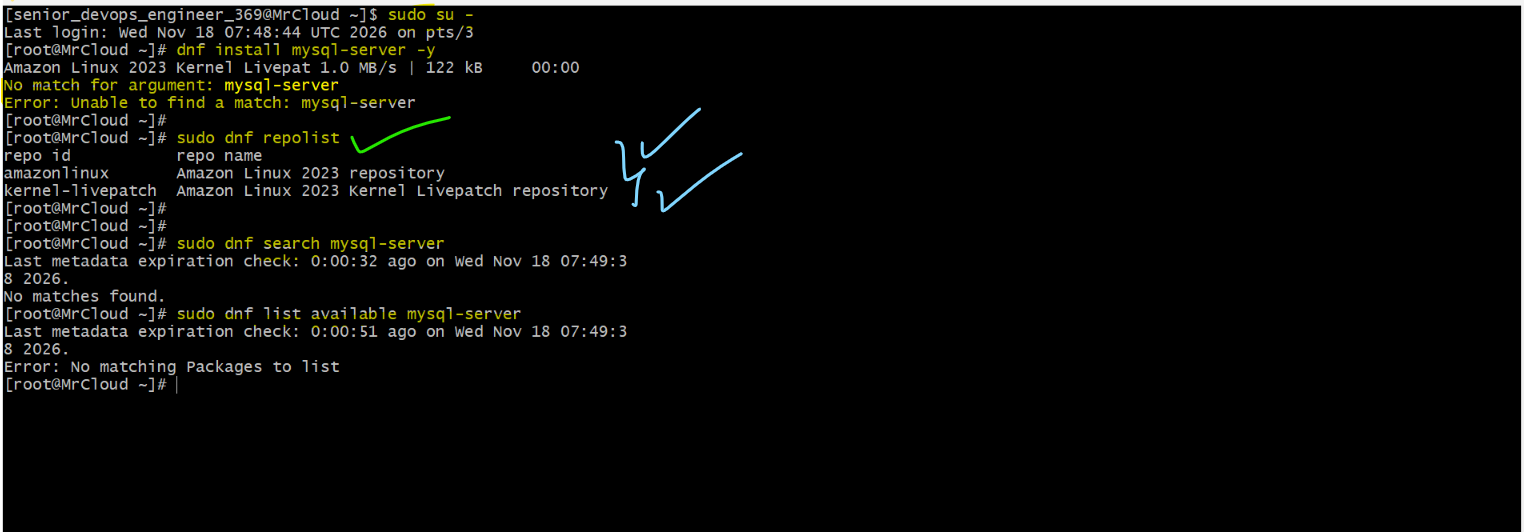 [senior_devops_engineer_369@MrCloud ~]$ sudo su -
Last login: Wed Nov 18 07:48:44 UTC 2026 on pts/3
[root@MrCloud ~]# dnf install mysql-server -y
Amazon Linux 2023 Kernel Livepat 1.0 MB/s | 122 kB     00:00
No match for argument: mysql-server
Error: Unable to find a match: mysql-server
[root@MrCloud ~]#
[root@MrCloud ~]# sudo dnf repolist
repo id           repo name
amazonlinux       Amazon Linux 2023 repository
kernel-livepatch  Amazon Linux 2023 Kernel Livepatch repository
[root@MrCloud ~]#
[root@MrCloud ~]#
[root@MrCloud ~]# sudo dnf search mysql-server
Last metadata expiration check: 0:00:32 ago on Wed Nov 18 07:49:3
8 2026.
No matches found.
[root@MrCloud ~]# sudo dnf list available mysql-server
Last metadata expiration check: 0:00:51 ago on Wed Nov 18 07:49:3
8 2026.
Error: No matching Packages to list
[root@MrCloud ~]#